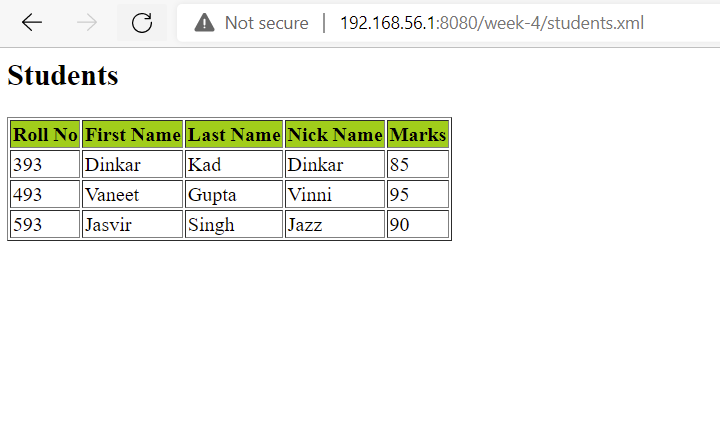 Not secure | 192.168.56.1:8080/week-4/students.xml
Students
Roll No First Name Last Name Nick Name Marks
393 Dinkar Kad Dinkar 85
493 Vaneet Gupta Vinni 95
593 Jasvir Singh Jazz 90